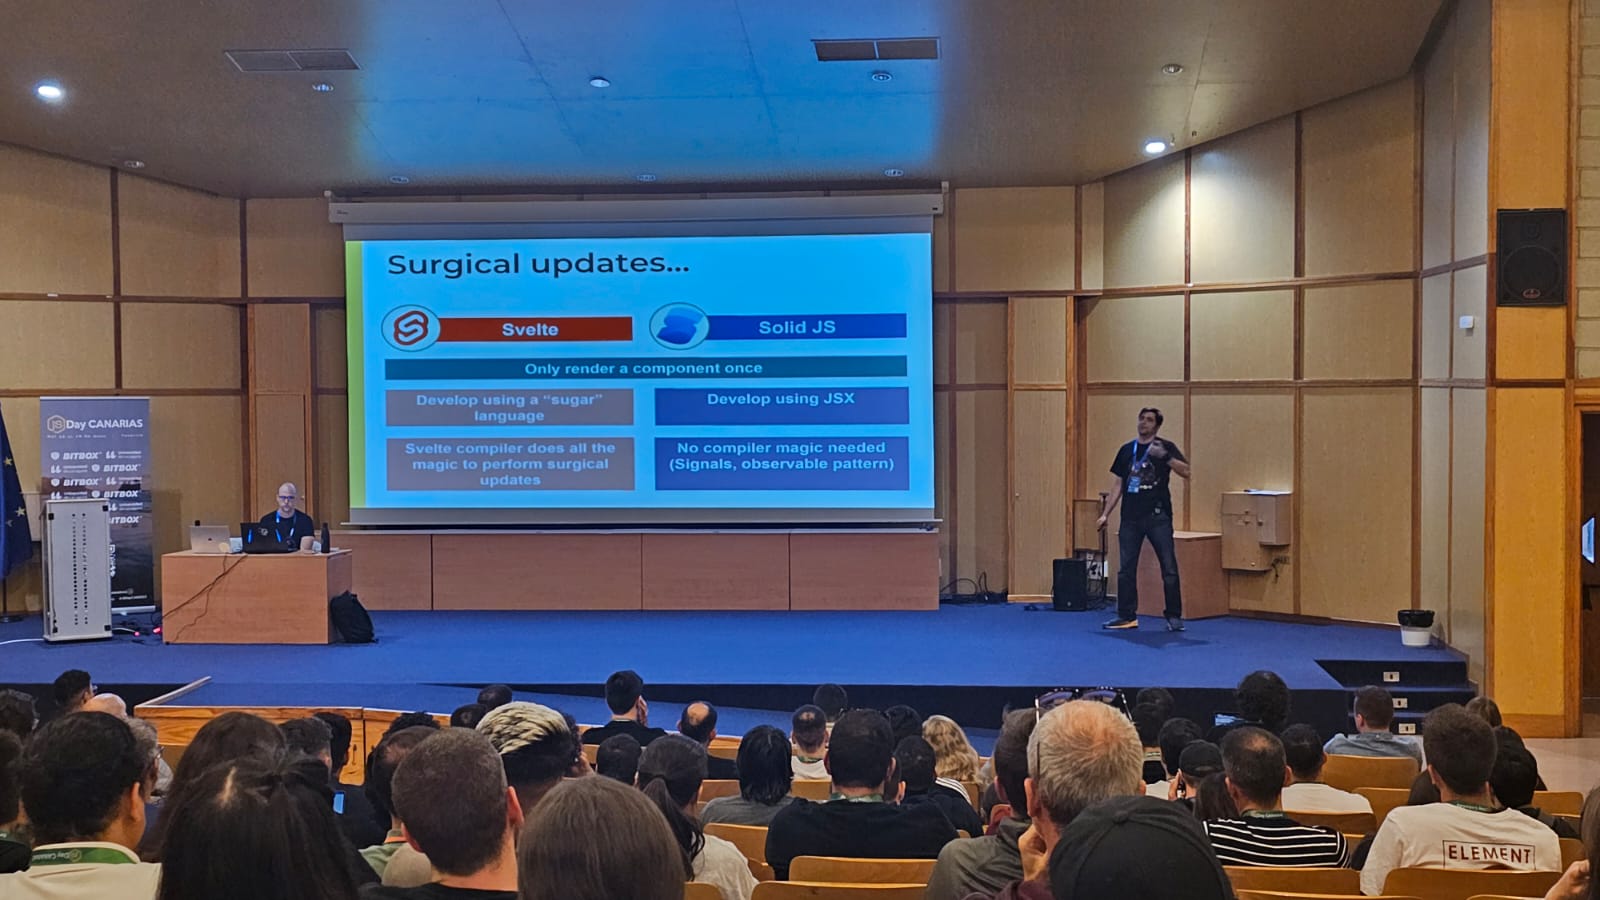 Surgical updates...
Svelte
Solid JS
Only render a component once
Develop using a “sugar”
language
Develop using JSX
Svelte compiler does all the
magic to perform surgical
updates
No compiler magic needed
(Signals, observable pattern)
JS Day CANARIAS
BITBOX
BITBOX
BITBOX
BITBOX
BITBOX
ELEMENT